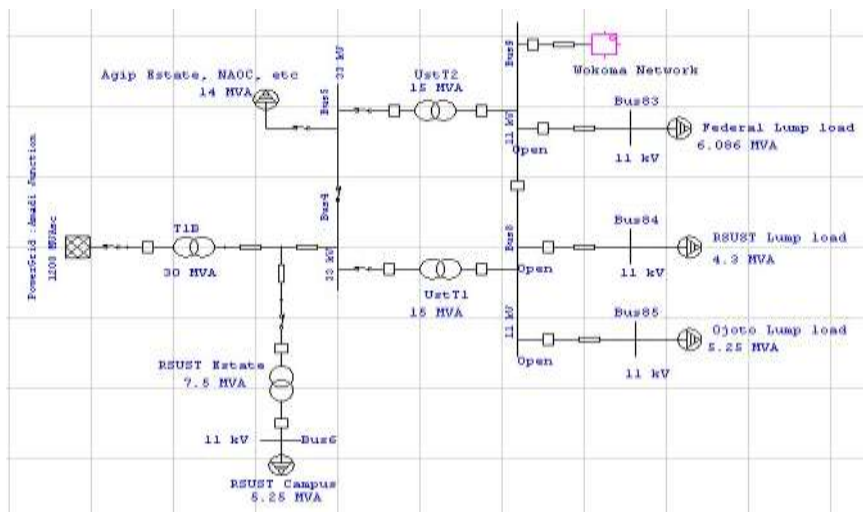 Agip Estate, NAOC, etc
14 MVA
33 kV
Bus5
UstT2
15 MVA
Bus9
11 kV
Wokoma Network
Bus83
11 kV
Federal Lump load
6.086 MVA
Open
PowerGrid : Amadi Junction
1200 MVAsc
T1B
30 MVA
Bus4
33 kV
UstT1
15 MVA
Bus8
11 kV
Bus84
11 kV
RSUST Lump load
4.3 MVA
Open
Bus85
11 kV
Ojoto Lump load
5.25 MVA
Open
RSUST Estate
7.5 MVA
11 kV
Bus6
RSUST Campus
5.25 MVA